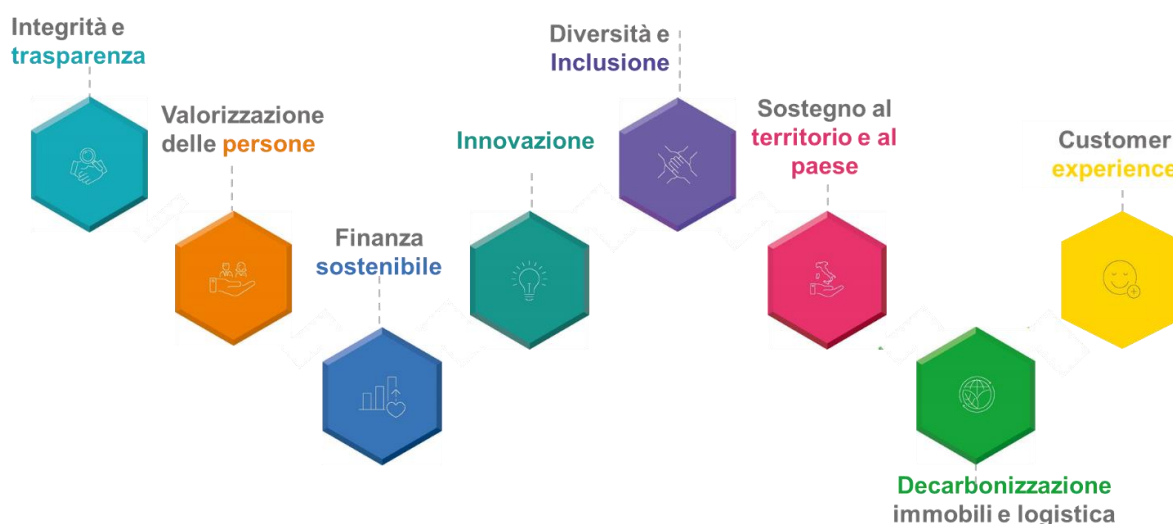 Integrità e
trasparenza
Valorizzazione
delle persone
Finanza
sostenibile
Innovazione
Diversità e
Inclusione
Sostegno al
territorio e al
paese
Decarbonizzazione
immobili e logistica
Customer
experience